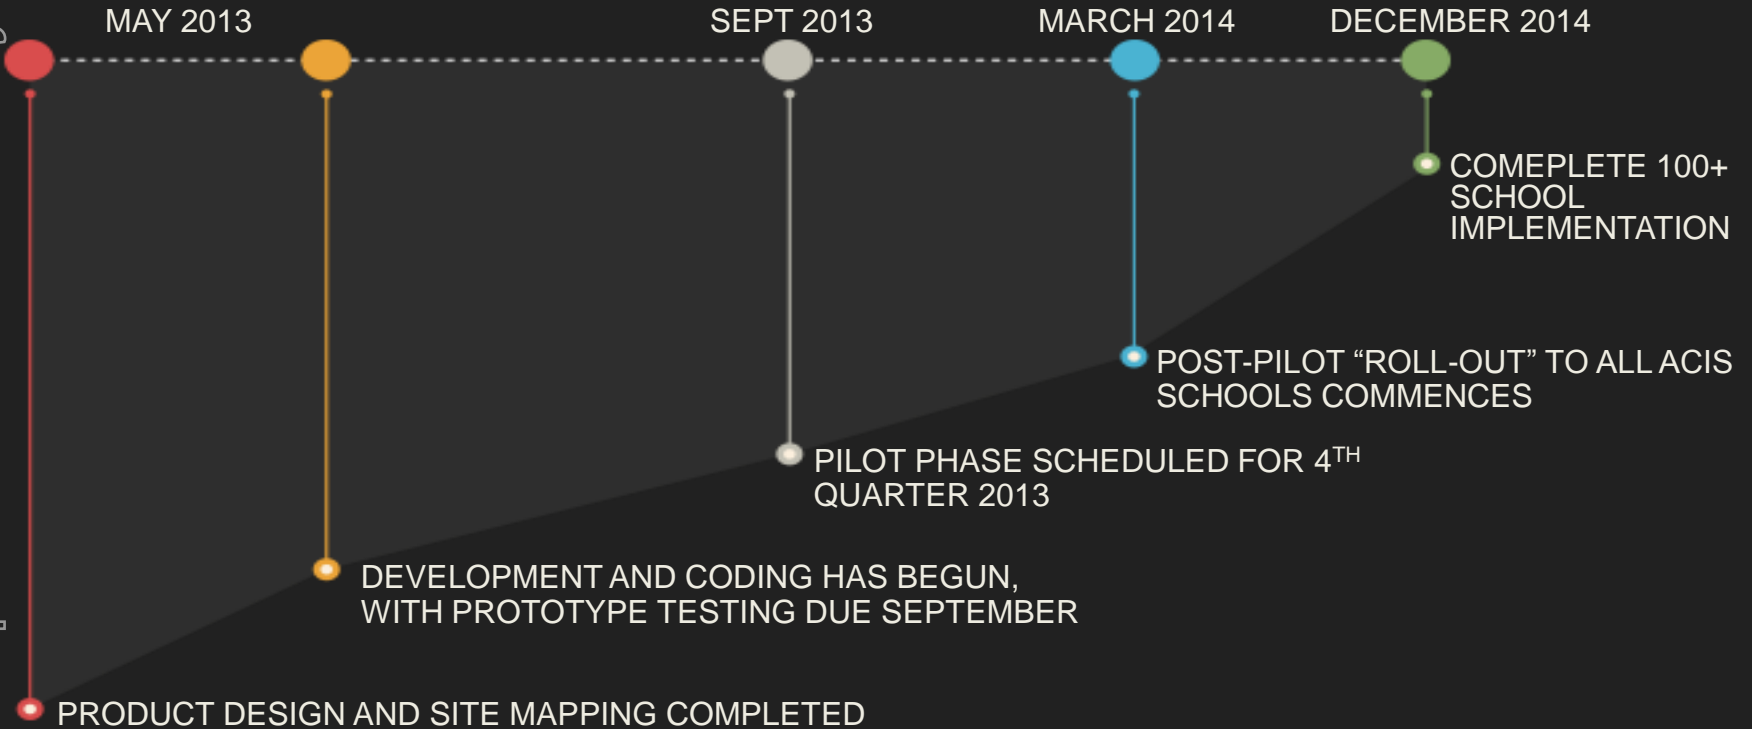 MAY 2013
SEPT 2013
MARCH 2014
DECEMBER 2014
COMEPLETE 100+
SCHOOL
IMPLEMENTATION
POST-PILOT “ROLL-OUT” TO ALL ACIS
SCHOOLS COMMENCES
PILOT PHASE SCHEDULED FOR 4TH
QUARTER 2013
DEVELOPMENT AND CODING HAS BEGUN,
WITH PROTOTYPE TESTING DUE SEPTEMBER
PRODUCT DESIGN AND SITE MAPPING COMPLETED